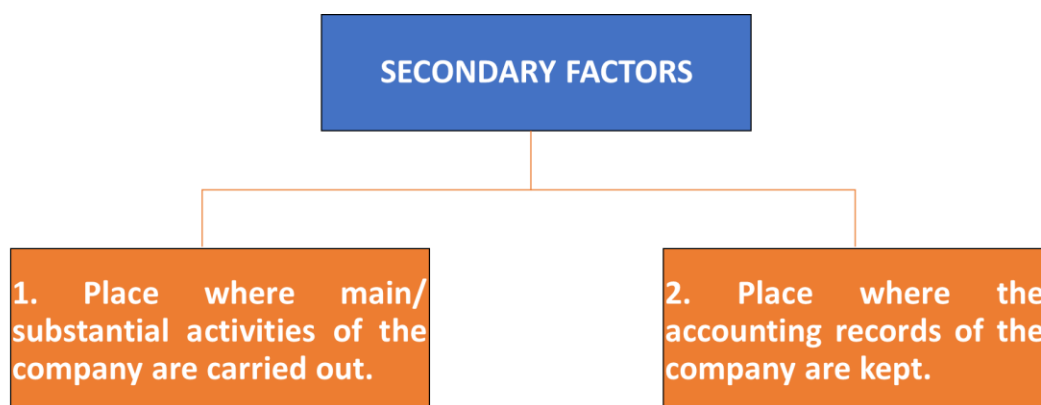 SECONDARY FACTORS
1. Place where main/
substantial activities of the
company are carried out.
2. Place where the
accounting records of the
company are kept.